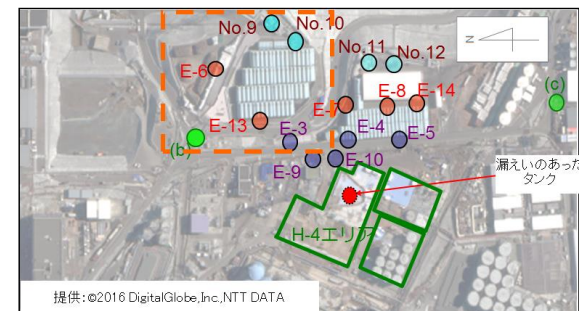 No.9
No.10
N
No.11
No.12
E-6
(c)
E-7
E-8
E-14
E-13
E-3
E-4
E-5
(b)
E-9
E-10
漏えいのあった
タンク
H-4エリア
提供:©2016 DigitalGlobe,Inc.,NTT DATA